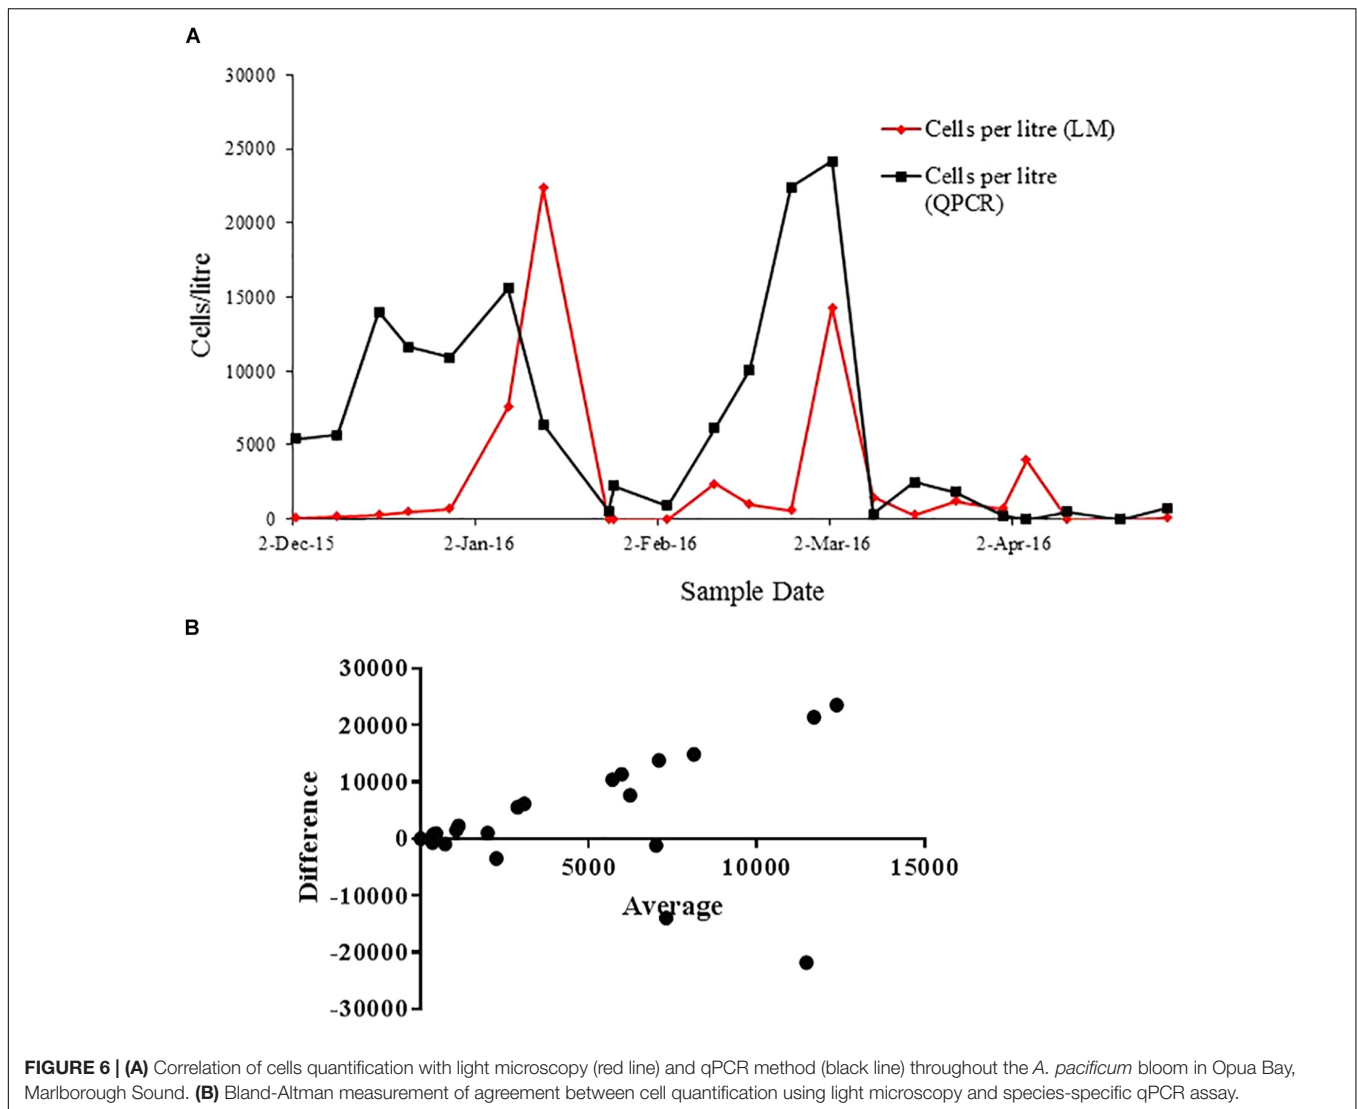 A
30000
25000
20000
15000
10000
5000
0
Cells/litre
2-Dec-15 2-Jan-16 2-Feb-16 2-Mar-16 2-Apr-16
Sample Date
Cells per litre (LM)
Cells per litre
(QPCR)
B
30000
20000
10000
0
-10000
-20000
-30000
Difference
5000 10000 15000
Average
FIGURE 6 | (A) Correlation of cells quantification with light microscopy (red line) and qPCR method (black line) throughout the A. pacificum bloom in Opua Bay,
Marlborough Sound. (B) Bland-Altman measurement of agreement between cell quantification using light microscopy and species-specific qPCR assay.